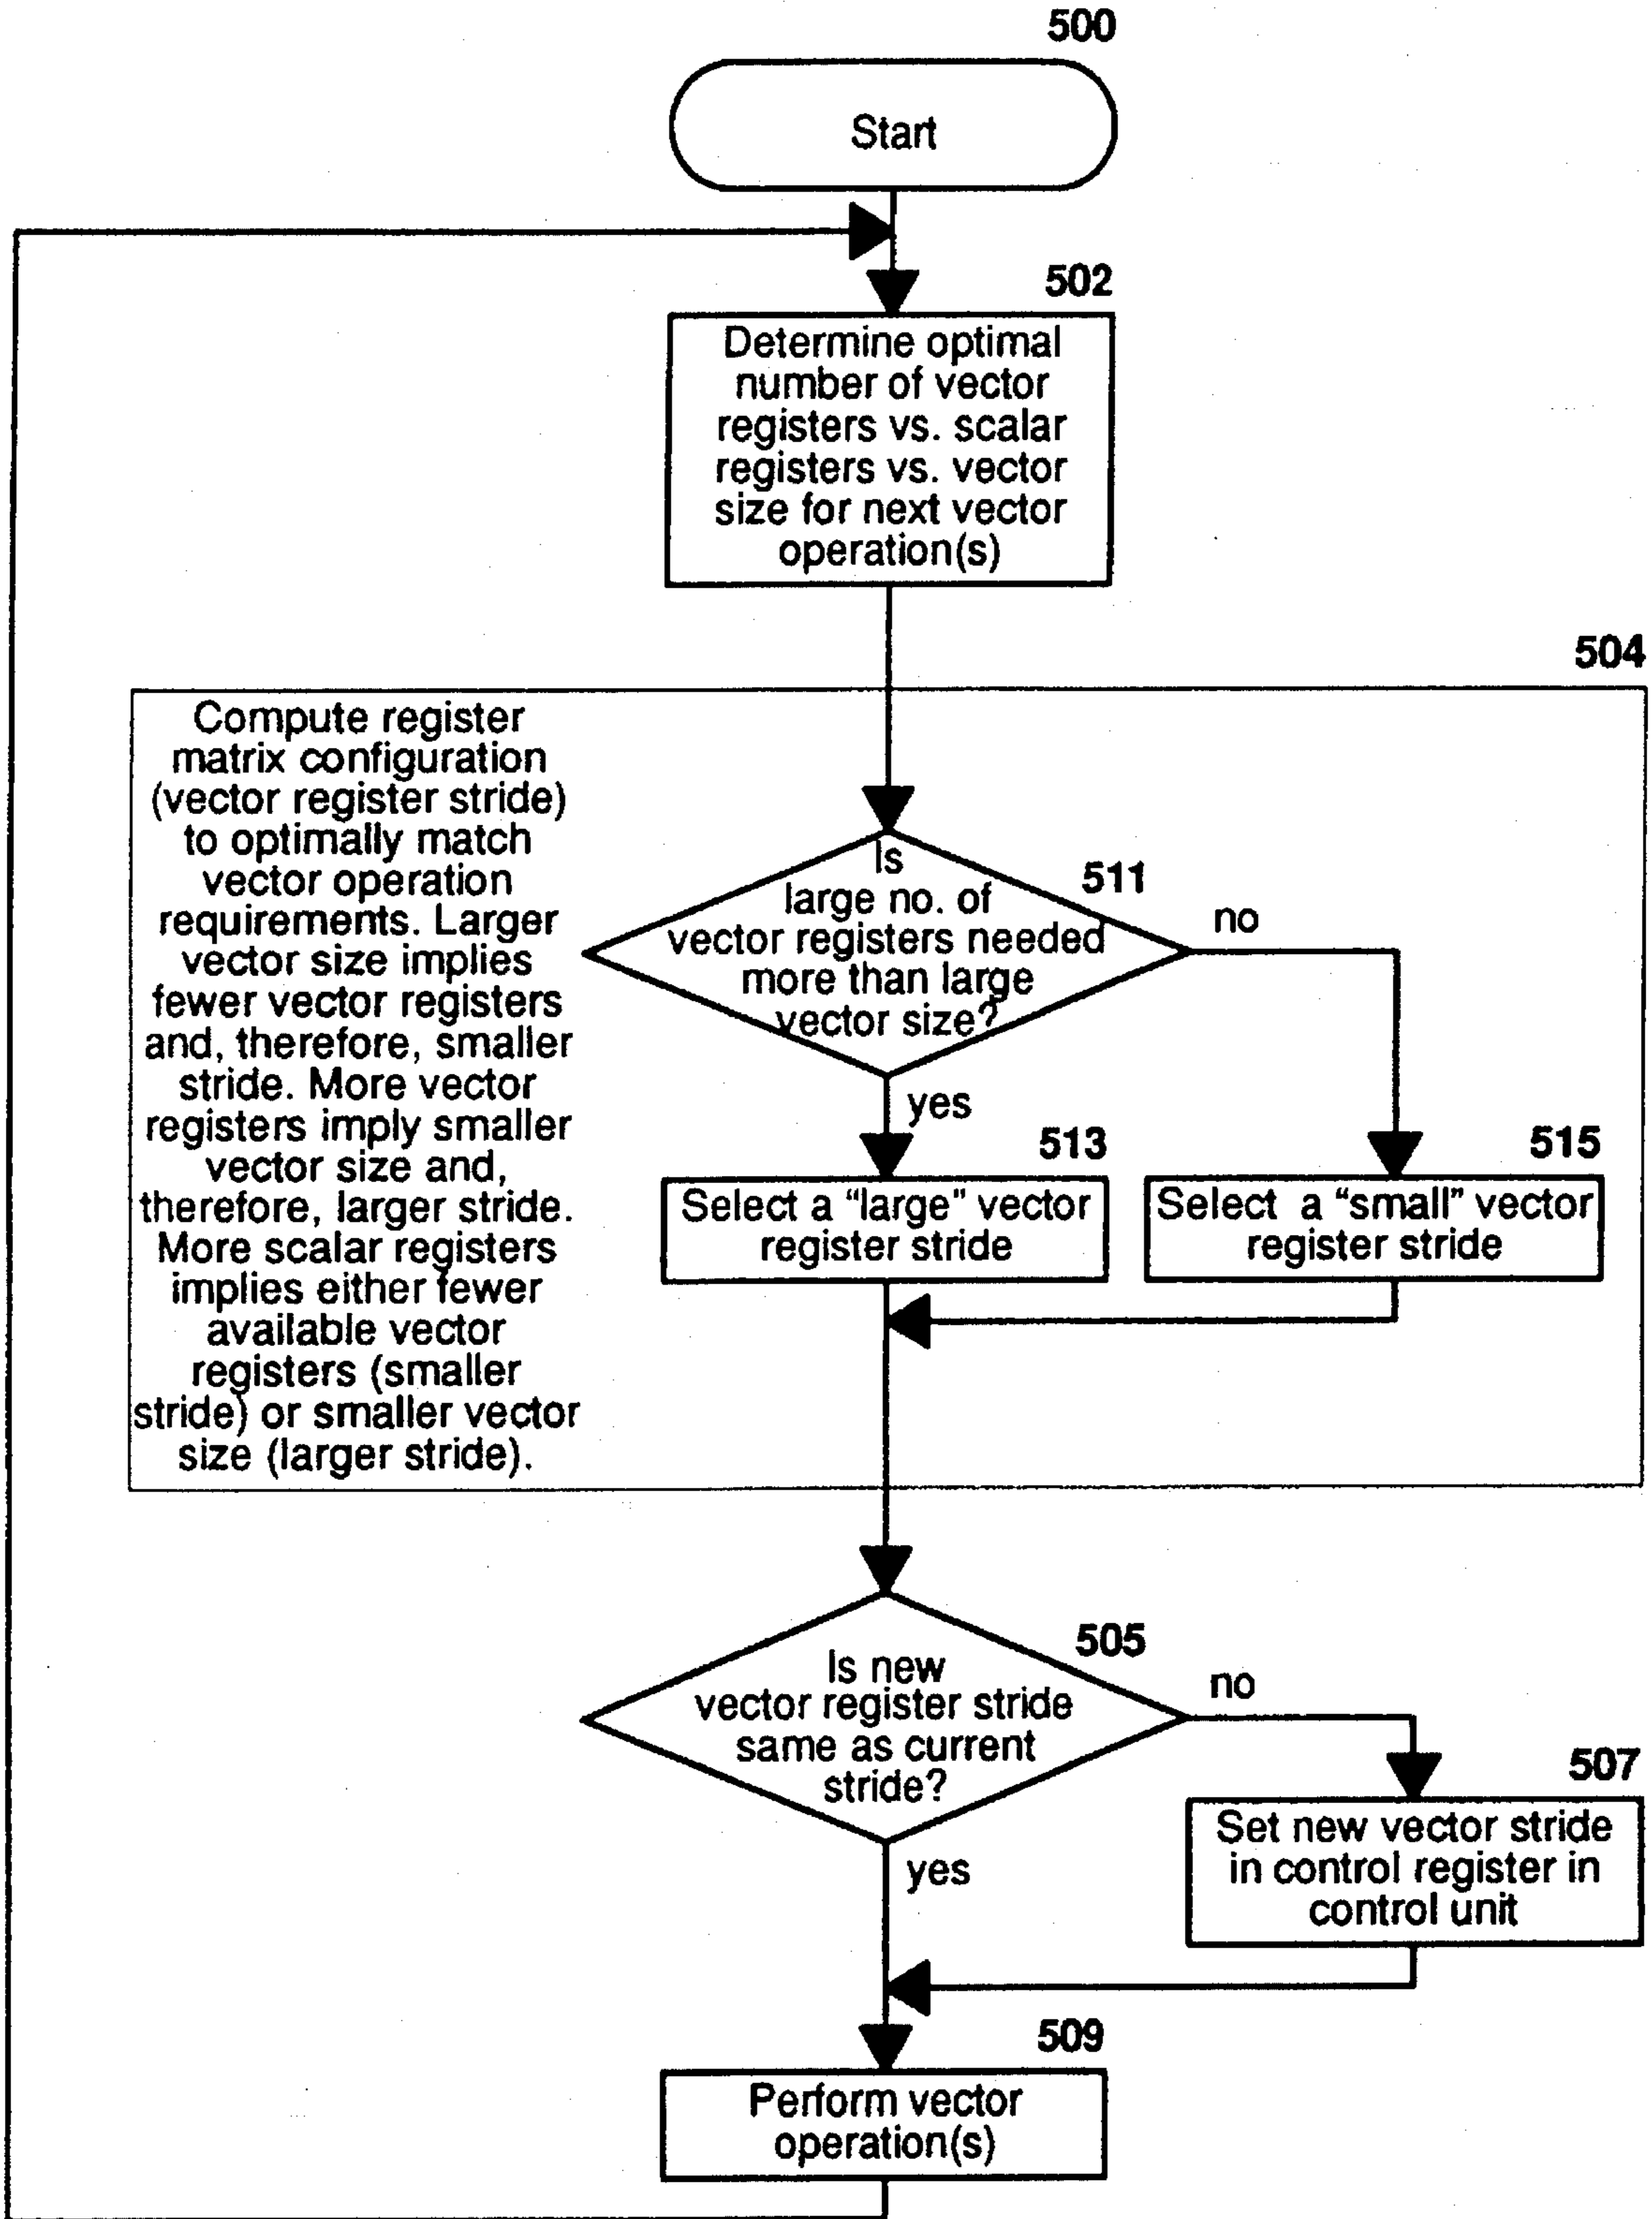 500
Start
502
Determine optimal
number of vector
registers vs. scalar
registers vs. vector
size for next vector
operation(s)
504
Compute register
matrix configuration
(vector register stride)
to optimally match
vector operation
requirements. Larger
vector size implies
fewer vector registers
and, therefore, smaller
stride. More vector
registers imply smaller
vector size and,
therefore, larger stride.
More scalar registers
implies either fewer
available vector
registers (smaller
stride) or smaller vector
size (larger stride).
Is
large no. of
vector registers needed
more than large
vector size?
511
no
yes
513
Select a “large” vector
register stride
515
Select a “small” vector
register stride
505
Is new
vector register stride
same as current
stride?
no
yes
507
Set new vector stride
in control register in
control unit
509
Perform vector
operation(s)